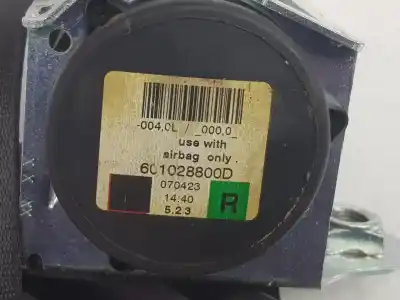 -004,0L / _000,0_
use with
airbag only .
601028800D
070423
14:40
5.2.3
R